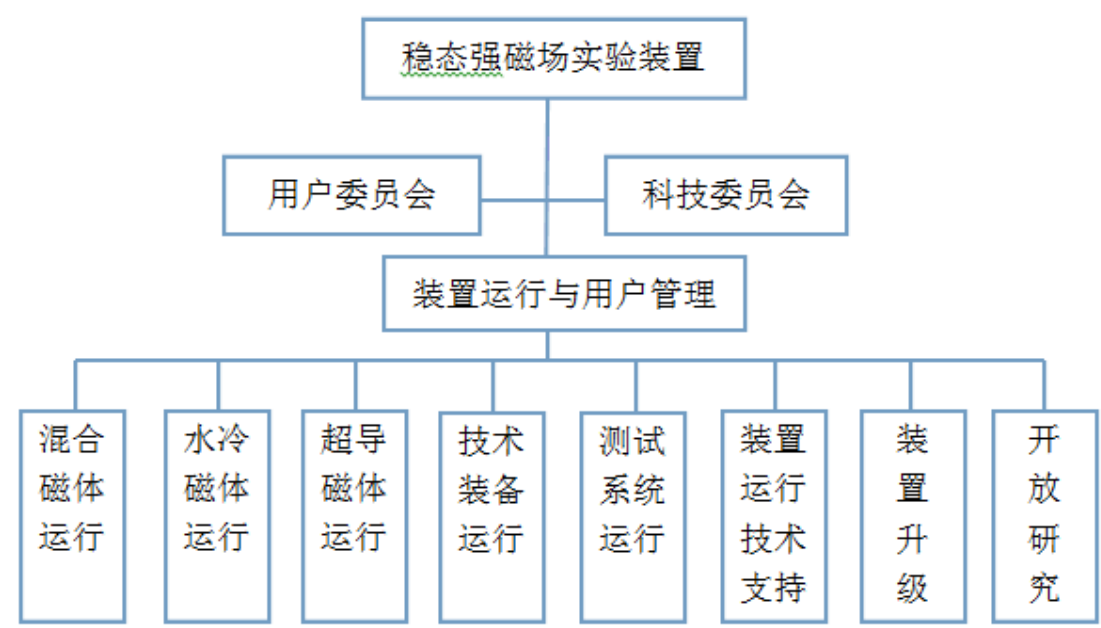 稳态强磁场实验装置
用户委员会
科技委员会
装置运行与用户管理
混合
磁体
运行
水冷
磁体
运行
超导
磁体
运行
技术
装备
运行
测试
系统
运行
装置
运行
技术
支持
装
置
升
级
开
放
研
究